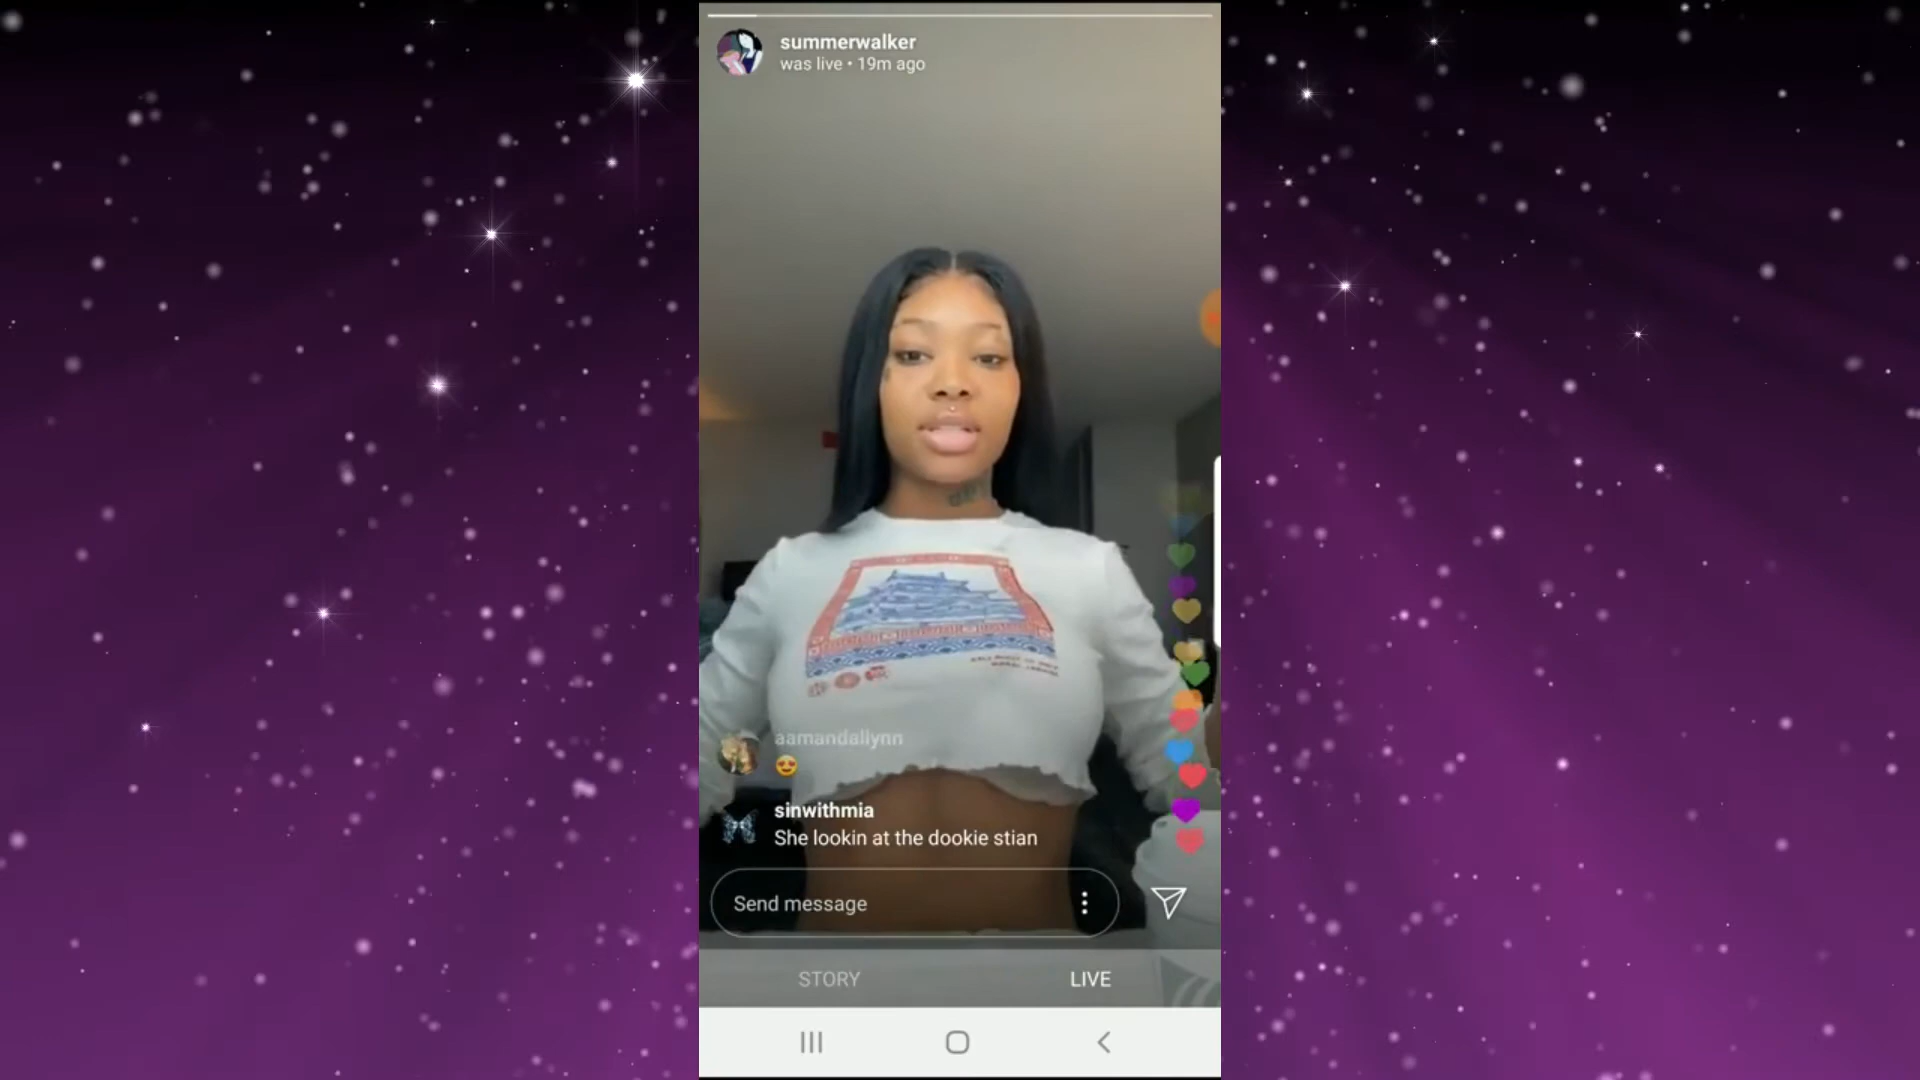 summerwalker
was live • 19m ago
aamandallynn
😍
sinwithmia
She lookin at the dookie stian
Send message
STORY
LIVE